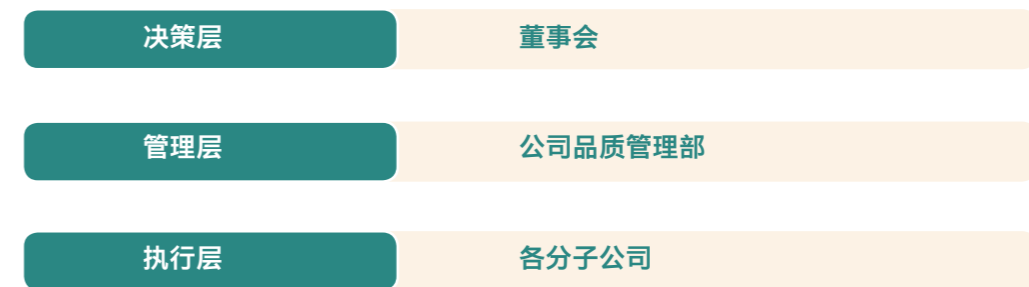 决策层 董事会
管理层 公司品质管理部
执行层 各分子公司